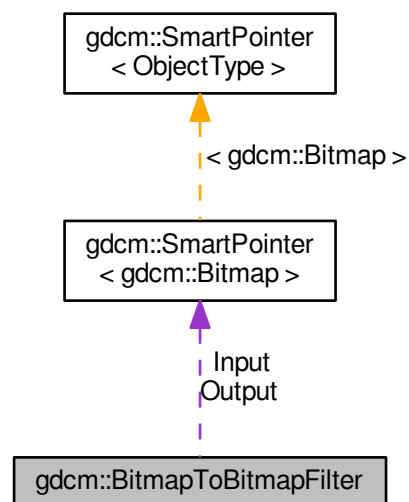 gdcm::SmartPointer
< ObjectType >
< gdcm::Bitmap >
gdcm::SmartPointer
< gdcm::Bitmap >
Input
Output
gdcm::BitmapToBitmapFilter